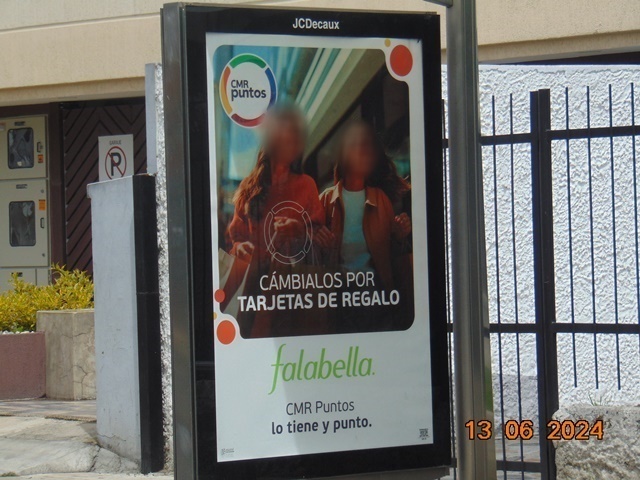 JCDecaux
CMR
puntos
CÁMBIALOS POR
TARJETAS DE REGALO
falabella.
CMR Puntos
lo tiene y punto.
13 06 2024